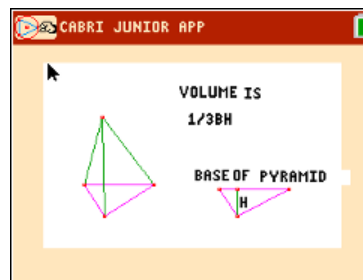 CABRI JUNIOR APP
VOLUME IS
1/3BH
BASE OF PYRAMID
H